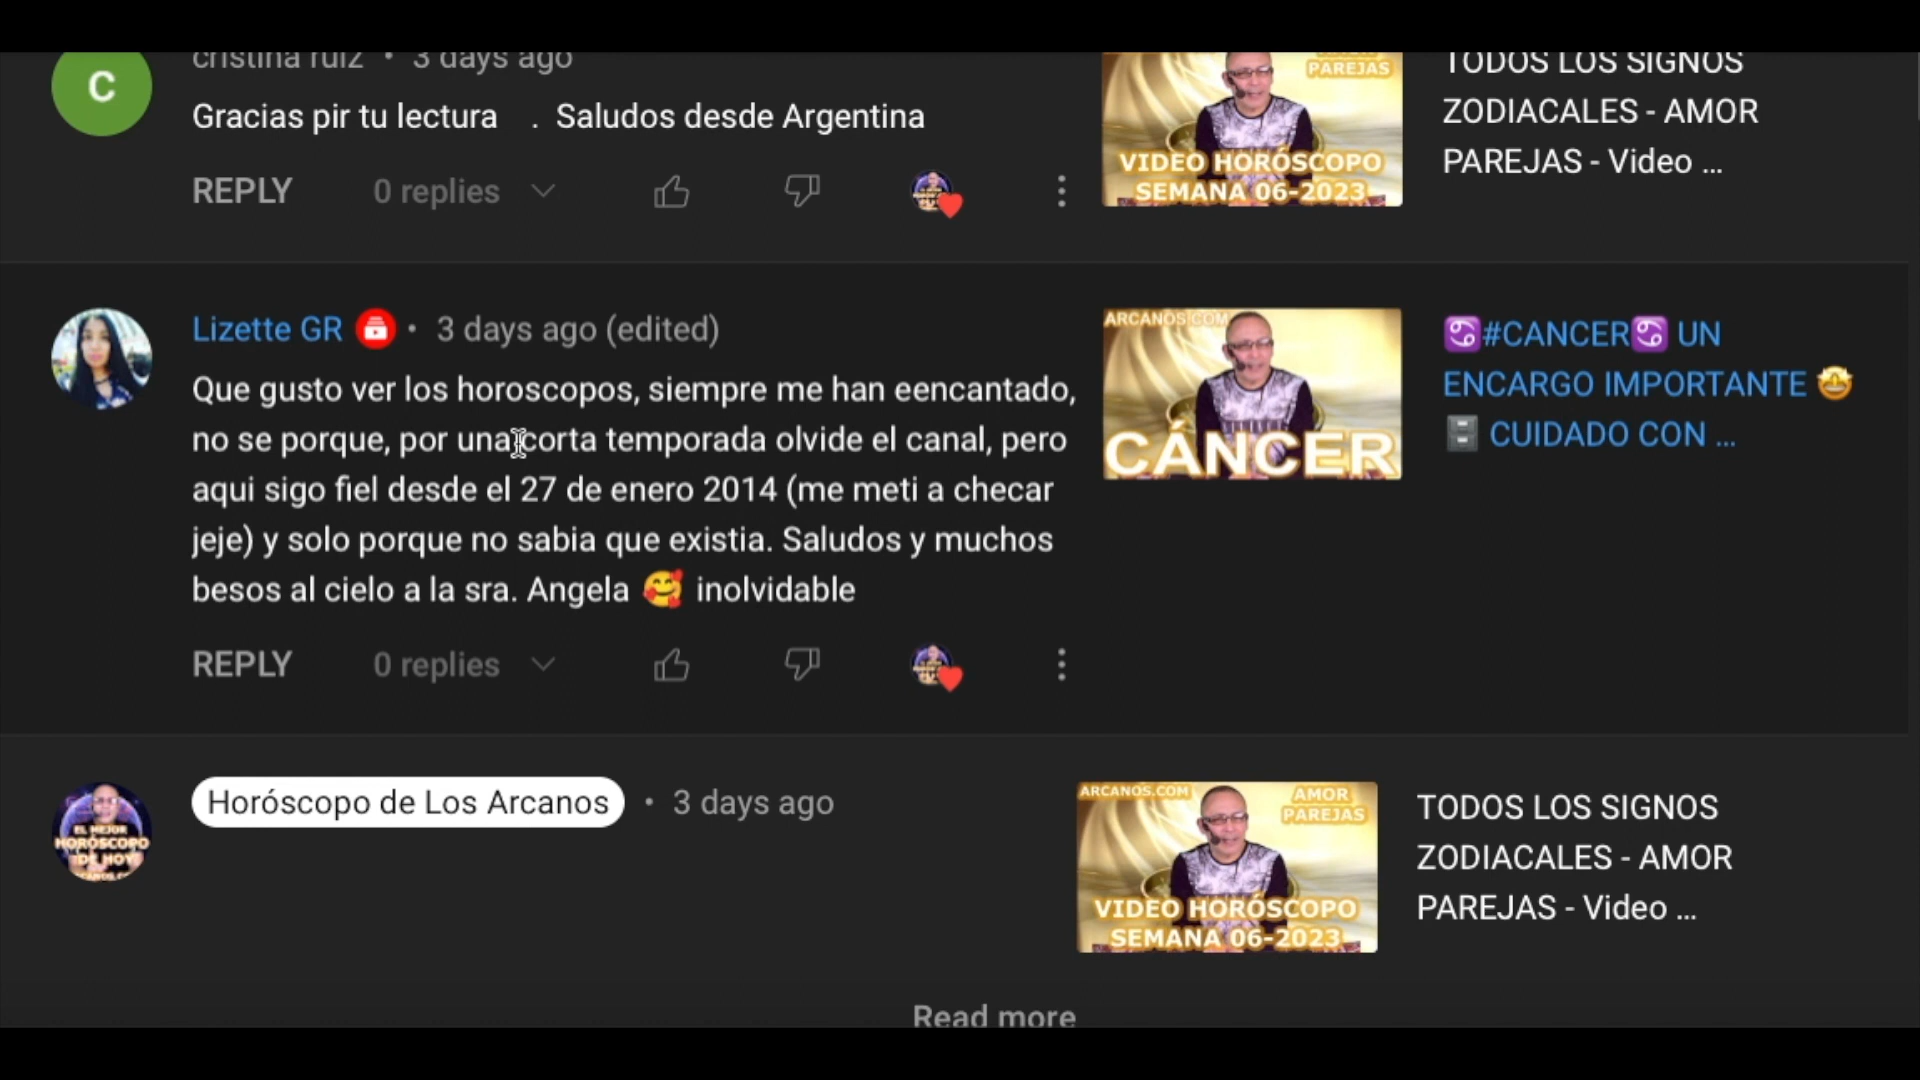 cristina ruiz • 3 days ago
C
Gracias pir tu lectura . Saludos desde Argentina
REPLY 0 replies
PAREJAS
VIDEO HORÓSCOPO
SEMANA 06-2023
TODOS LOS SIGNOS
ZODIACALES - AMOR
PAREJAS - Video ...
Lizette GR • 3 days ago (edited)
Que gusto ver los horoscopos, siempre me han eencantado,
no se porque, por una corta temporada olvide el canal, pero
aqui sigo fiel desde el 27 de enero 2014 (me meti a checar
jeje) y solo porque no sabia que existia. Saludos y muchos
besos al cielo a la sra. Angela 🥰 inolvidable
REPLY 0 replies
ARCANOS.COM
CÁNCER
♋#CANCER♋ UN
ENCARGO IMPORTANTE 🤩
🗄 CUIDADO CON ...
EL MEJOR
HORÓSCOPO
DE HOY
Horóscopo de Los Arcanos • 3 days ago
ARCANOS.COM
AMOR
PAREJAS
VIDEO HORÓSCOPO
SEMANA 06-2023
TODOS LOS SIGNOS
ZODIACALES - AMOR
PAREJAS - Video ...
Read more